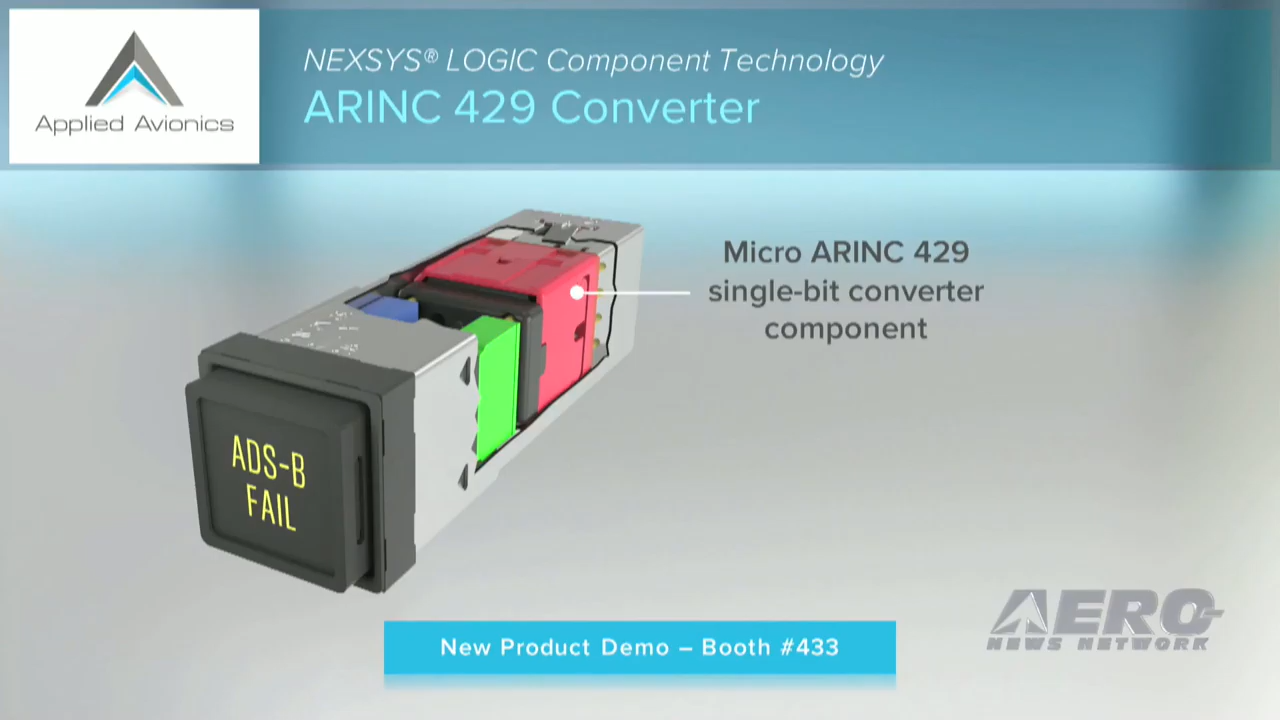 Applied Avionics
NEXSYS® LOGIC Component Technology
ARINC 429 Converter
Micro ARINC 429
single-bit converter
component
ADS-B
FAIL
New Product Demo – Booth #433
AERO
NEWS NETWORK